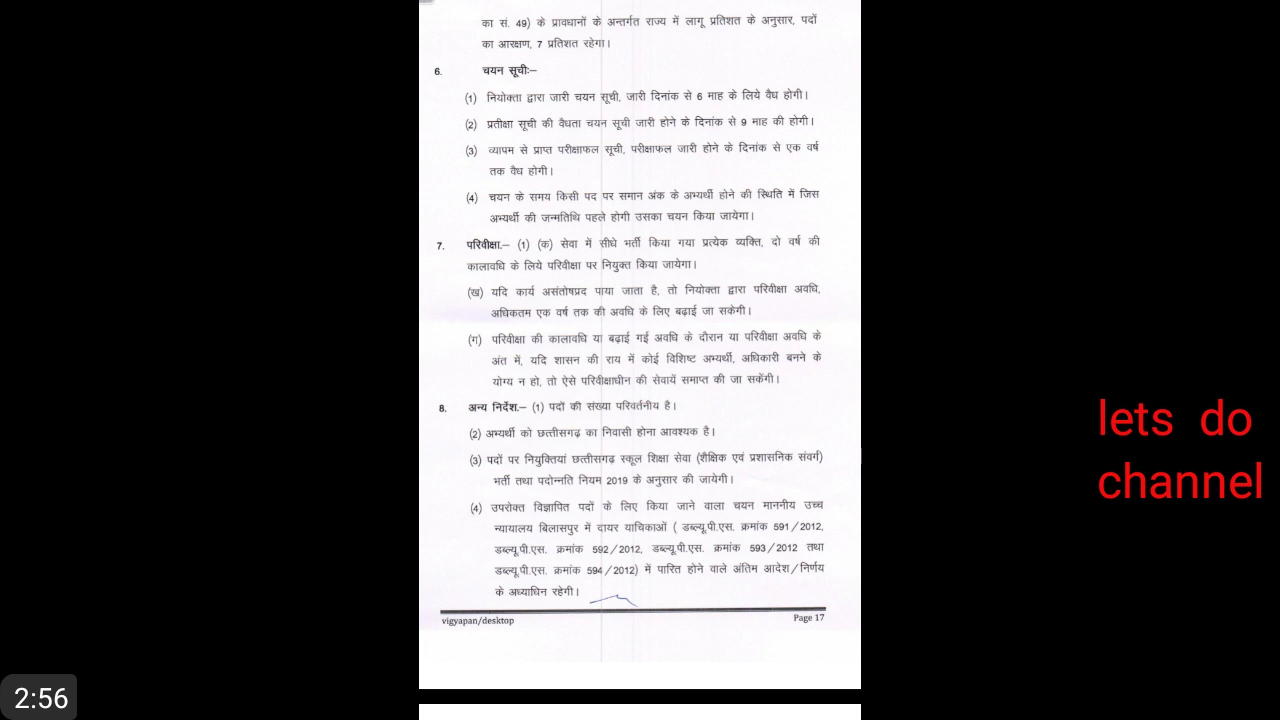 का सं. 49) के प्रावधानों के अन्तर्गत राज्य में लागू प्रतिशत के अनुसार, पदों
का आरक्षण, 7 प्रतिशत रहेगा।
6. चयन सूचीः–
(1) नियोक्ता द्वारा जारी चयन सूची, जारी दिनांक से 6 माह के लिये वैध होगी।
(2) प्रतीक्षा सूची की वैधता चयन सूची जारी होने के दिनांक से 9 माह की होगी।
(3) व्यापम से प्राप्त परीक्षाफल सूची, परीक्षाफल जारी होने के दिनांक से एक वर्ष
तक वैध होगी।
(4) चयन के समय किसी पद पर समान अंक के अभ्यर्थी होने की स्थिति में जिस
अभ्यर्थी की जन्मतिथि पहले होगी उसका चयन किया जायेगा।
7. परिवीक्षा.– (1) (क) सेवा में सीधे भर्ती किया गया प्रत्येक व्यक्ति, दो वर्ष की
कालावधि के लिये परिवीक्षा पर नियुक्त किया जायेगा।
(ख) यदि कार्य असंतोषप्रद पाया जाता है, तो नियोक्ता द्वारा परिवीक्षा अवधि,
अधिकतम एक वर्ष तक की अवधि के लिए बढ़ाई जा सकेगी।
(ग) परिवीक्षा की कालावधि या बढ़ाई गई अवधि के दौरान या परिवीक्षा अवधि के
अंत में, यदि शासन की राय में कोई विशिष्ट अभ्यर्थी, अधिकारी बनने के
योग्य न हो, तो ऐसे परिवीक्षाधीन की सेवायें समाप्त की जा सकेंगी।
8. अन्य निर्देश.– (1) पदों की संख्या परिवर्तनीय है।
(2) अभ्यर्थी को छत्तीसगढ़ का निवासी होना आवश्यक है।
(3) पदों पर नियुक्तियां छत्तीसगढ़ स्कूल शिक्षा सेवा (शैक्षिक एवं प्रशासनिक संवर्ग)
भर्ती तथा पदोन्नति नियम 2019 के अनुसार की जायेगी।
(4) उपरोक्त विज्ञापित पदों के लिए किया जाने वाला चयन माननीय उच्च
न्यायालय बिलासपुर में दायर याचिकाओं ( डब्ल्यू.पी.एस. क्रमांक 591/2012,
डब्ल्यू.पी.एस. क्रमांक 592/2012, डब्ल्यू.पी.एस. क्रमांक 593/2012 तथा
डब्ल्यू.पी.एस. क्रमांक 594/2012) में पारित होने वाले अंतिम आदेश/निर्णय
के अध्याधिन रहेगी।
vigyapan/desktop Page 17
lets do
channel
2:56